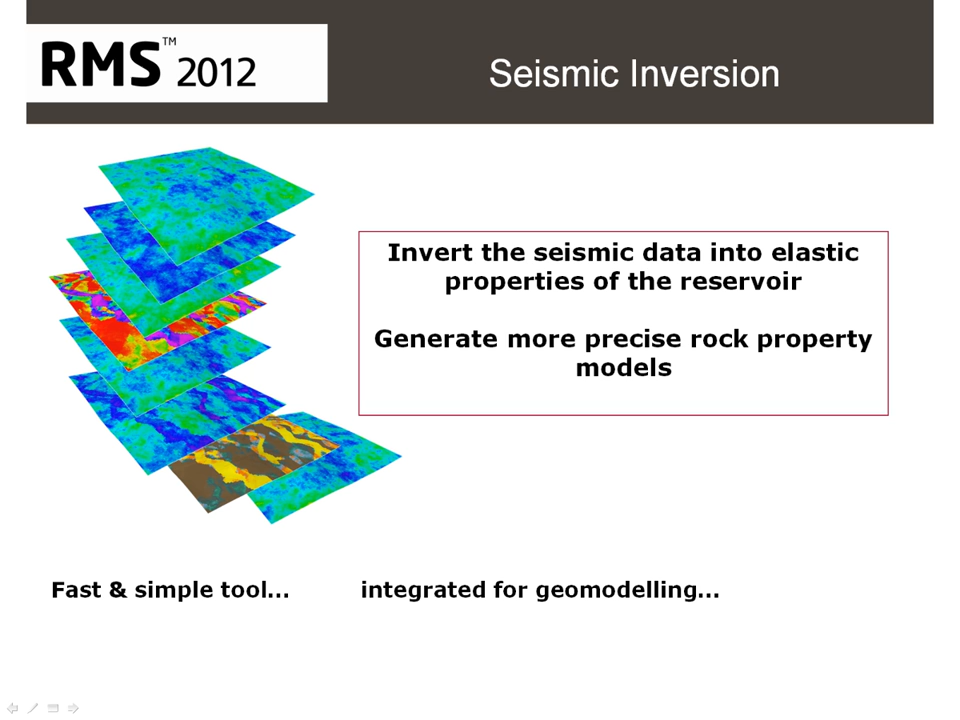 RMS™ 2012
Seismic Inversion
Invert the seismic data into elastic
properties of the reservoir
Generate more precise rock property
models
Fast & simple tool... integrated for geomodelling...